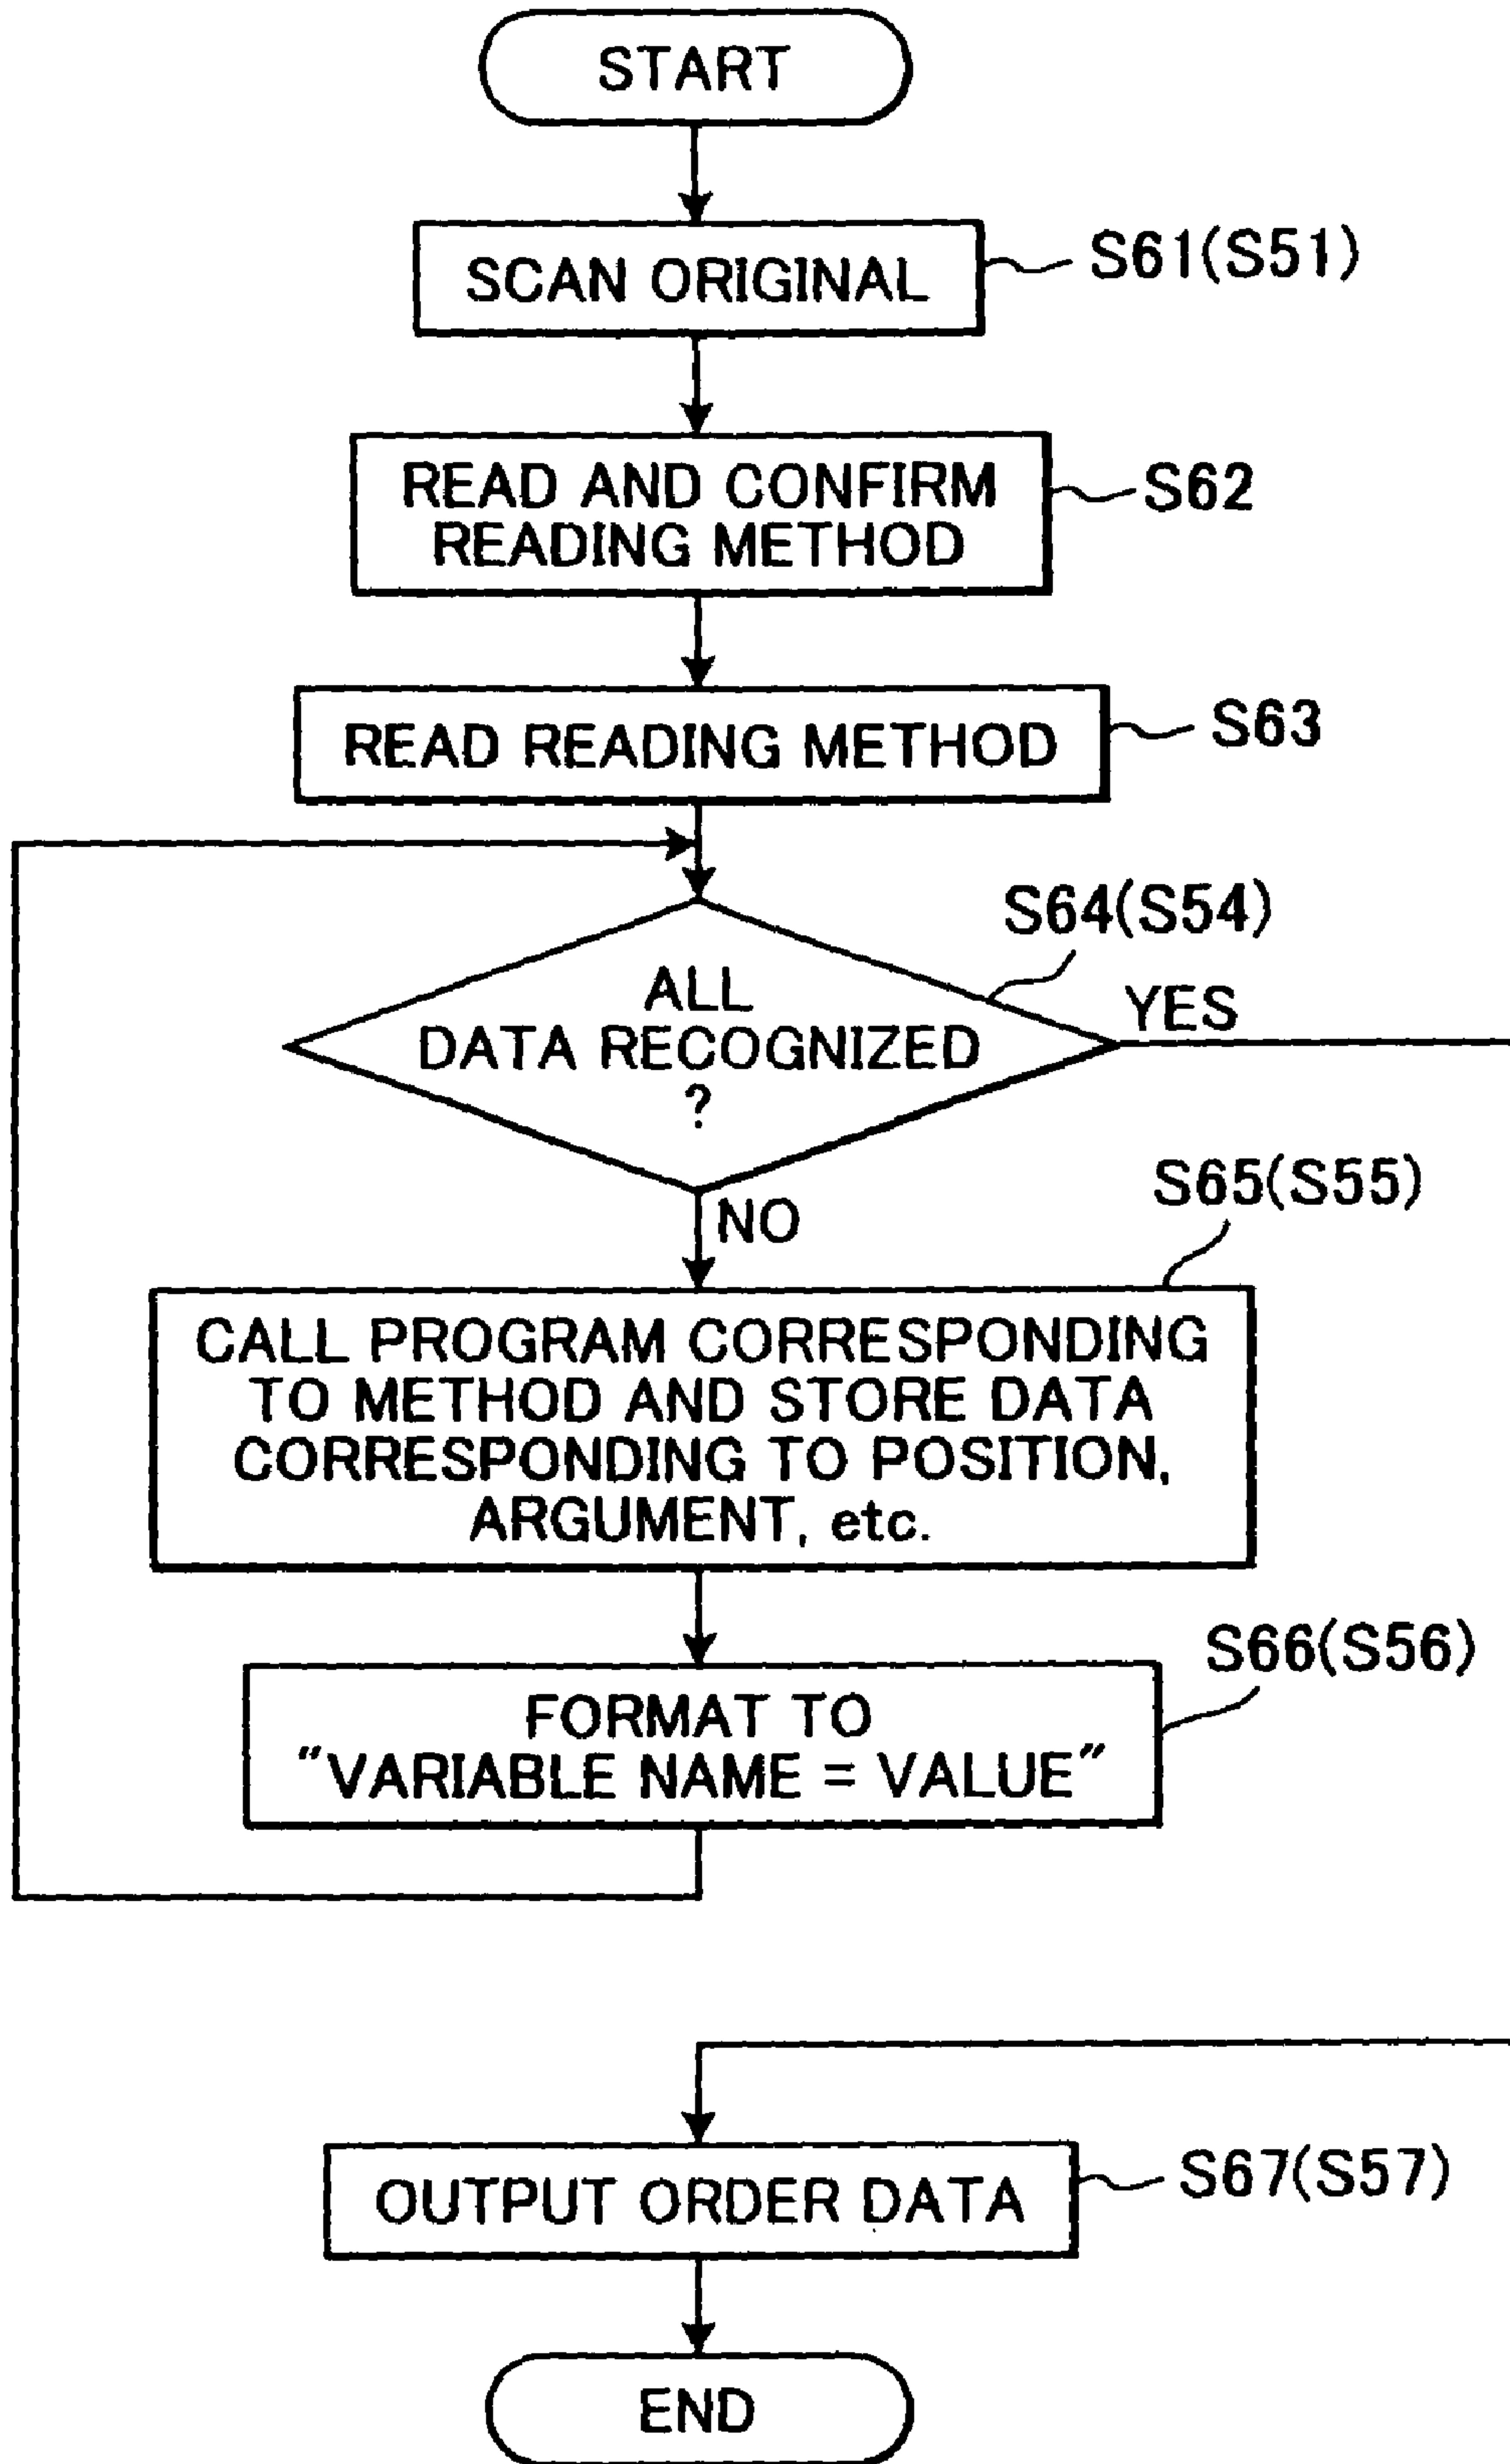 START
SCAN ORIGINAL
S61(S51)
READ AND CONFIRM
READING METHOD
S62
READ READING METHOD
S63
S64(S54)
ALL
DATA RECOGNIZED
?
YES
NO
S65(S55)
CALL PROGRAM CORRESPONDING
TO METHOD AND STORE DATA
CORRESPONDING TO POSITION,
ARGUMENT, etc.
S66(S56)
FORMAT TO
"VARIABLE NAME = VALUE"
OUTPUT ORDER DATA
S67(S57)
END